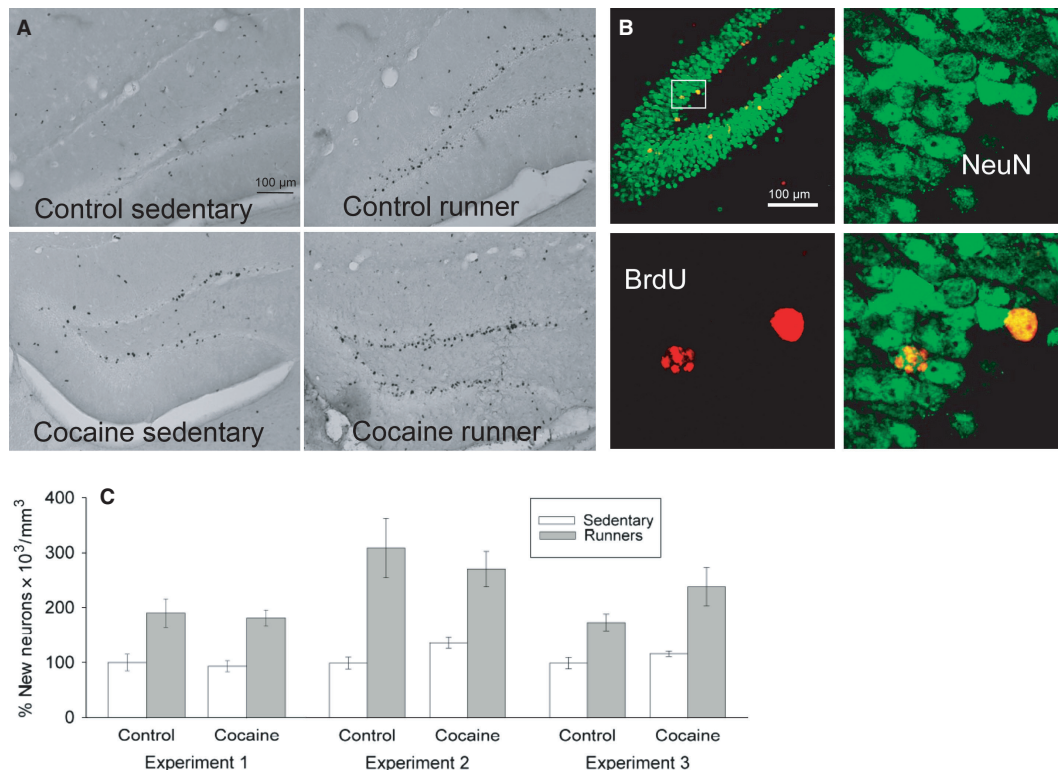 A
Control sedentary
100 µm
Control runner
Cocaine sedentary
Cocaine runner
B
100 µm
NeuN
BrdU
C
% New neurons × 10³/mm³
400
300
200
100
0
Sedentary
Runners
Control
Cocaine
Control
Cocaine
Control
Cocaine
Experiment 1
Experiment 2
Experiment 3